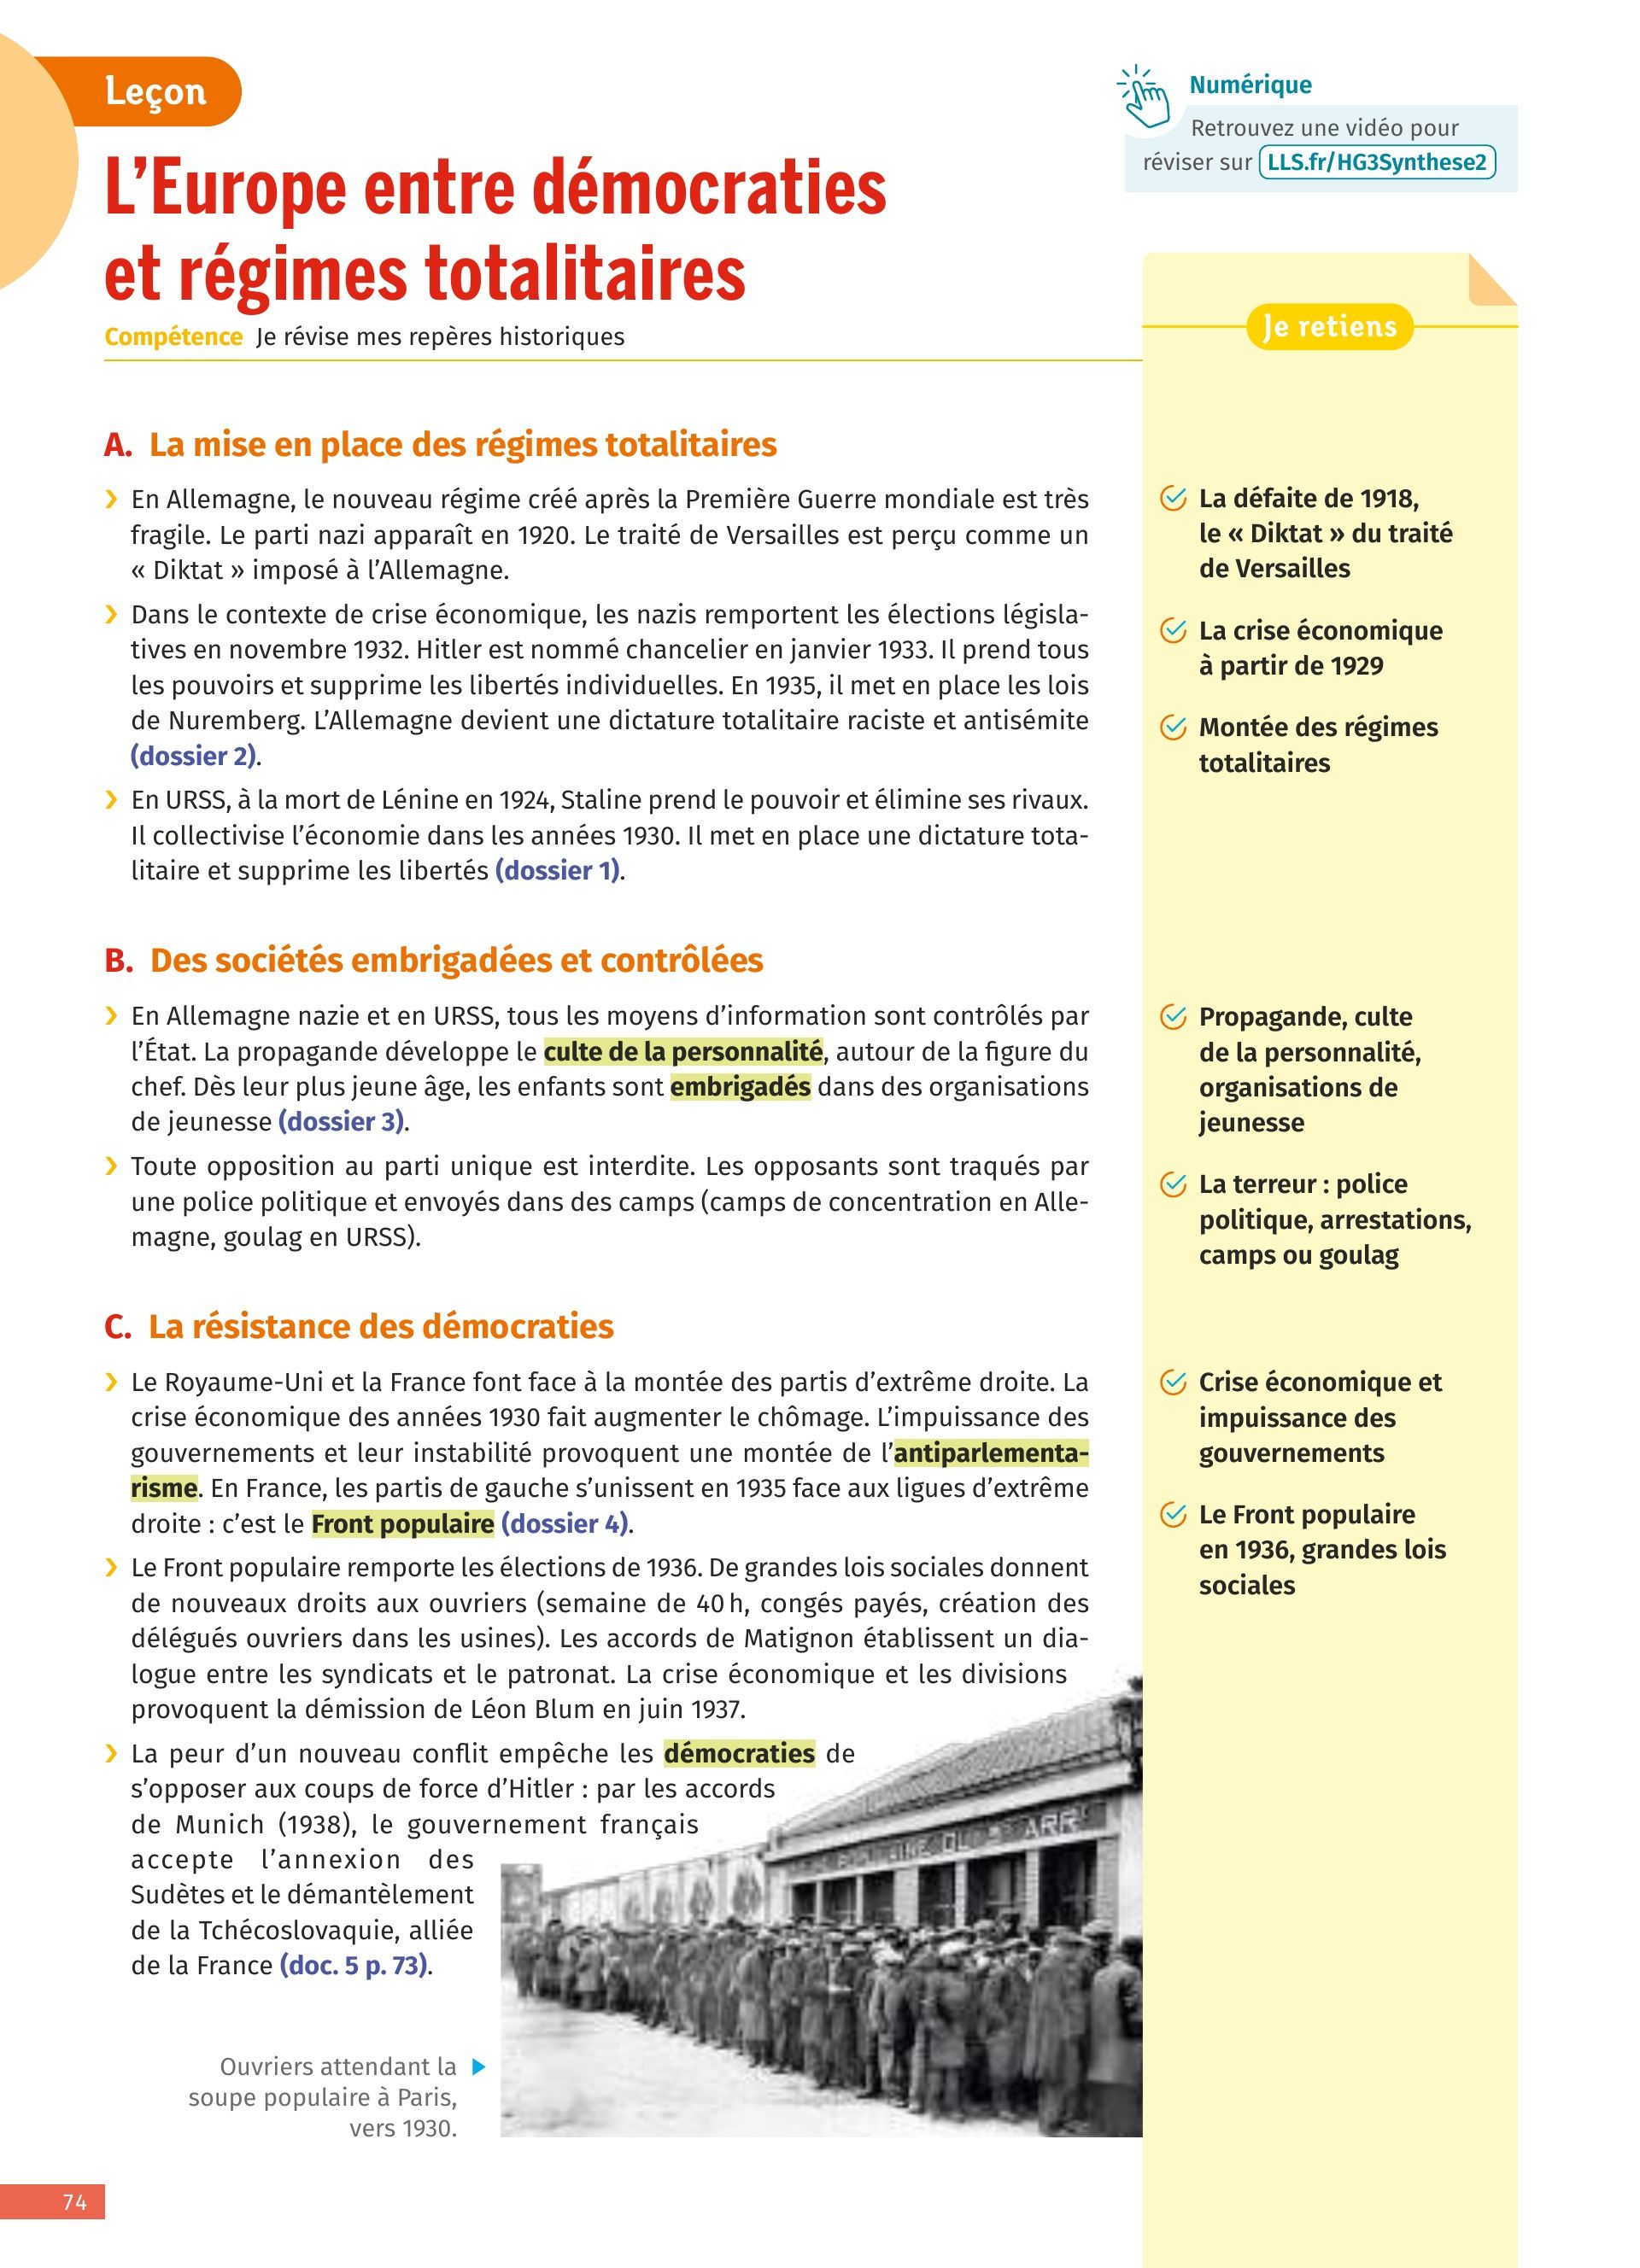 Leçon
Numérique
Retrouvez une vidéo pour
réviser sur LLS.fr/HG3Synthese2
L’Europe entre démocraties
et régimes totalitaires
Compétence Je révise mes repères historiques
A. La mise en place des régimes totalitaires
› En Allemagne, le nouveau régime créé après la Première Guerre mondiale est très
fragile. Le parti nazi apparaît en 1920. Le traité de Versailles est perçu comme un
« Diktat » imposé à l’Allemagne.
› Dans le contexte de crise économique, les nazis remportent les élections législa-
tives en novembre 1932. Hitler est nommé chancelier en janvier 1933. Il prend tous
les pouvoirs et supprime les libertés individuelles. En 1935, il met en place les lois
de Nuremberg. L’Allemagne devient une dictature totalitaire raciste et antisémite
(dossier 2).
› En URSS, à la mort de Lénine en 1924, Staline prend le pouvoir et élimine ses rivaux.
Il collectivise l’économie dans les années 1930. Il met en place une dictature tota-
litaire et supprime les libertés (dossier 1).
B. Des sociétés embrigadées et contrôlées
› En Allemagne nazie et en URSS, tous les moyens d’information sont contrôlés par
l’État. La propagande développe le culte de la personnalité, autour de la figure du
chef. Dès leur plus jeune âge, les enfants sont embrigadés dans des organisations
de jeunesse (dossier 3).
› Toute opposition au parti unique est interdite. Les opposants sont traqués par
une police politique et envoyés dans des camps (camps de concentration en Alle-
magne, goulag en URSS).
C. La résistance des démocraties
› Le Royaume-Uni et la France font face à la montée des partis d’extrême droite. La
crise économique des années 1930 fait augmenter le chômage. L’impuissance des
gouvernements et leur instabilité provoquent une montée de l’antiparlementa-
risme. En France, les partis de gauche s’unissent en 1935 face aux ligues d’extrême
droite : c’est le Front populaire (dossier 4).
› Le Front populaire remporte les élections de 1936. De grandes lois sociales donnent
de nouveaux droits aux ouvriers (semaine de 40 h, congés payés, création des
délégués ouvriers dans les usines). Les accords de Matignon établissent un dia-
logue entre les syndicats et le patronat. La crise économique et les divisions
provoquent la démission de Léon Blum en juin 1937.
› La peur d’un nouveau conflit empêche les démocraties de
s’opposer aux coups de force d’Hitler : par les accords
de Munich (1938), le gouvernement français
accepte l’annexion des
Sudètes et le démantèlement
de la Tchécoslovaquie, alliée
de la France (doc. 5 p. 73).
Ouvriers attendant la
soupe populaire à Paris,
vers 1930.
Je retiens
La défaite de 1918,
le « Diktat » du traité
de Versailles
La crise économique
à partir de 1929
Montée des régimes
totalitaires
Propagande, culte
de la personnalité,
organisations de
jeunesse
La terreur : police
politique, arrestations,
camps ou goulag
Crise économique et
impuissance des
gouvernements
Le Front populaire
en 1936, grandes lois
sociales
74